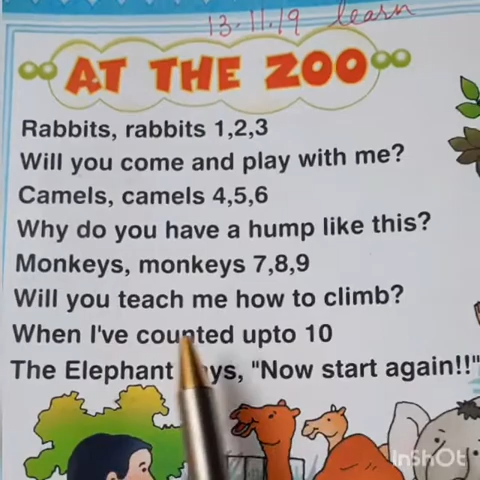 13-11-19 learn
AT THE ZOO
Rabbits, rabbits 1,2,3
Will you come and play with me?
Camels, camels 4,5,6
Why do you have a hump like this?
Monkeys, monkeys 7,8,9
Will you teach me how to climb?
When I've counted upto 10
The Elephant "Now start again!!"
InShOt